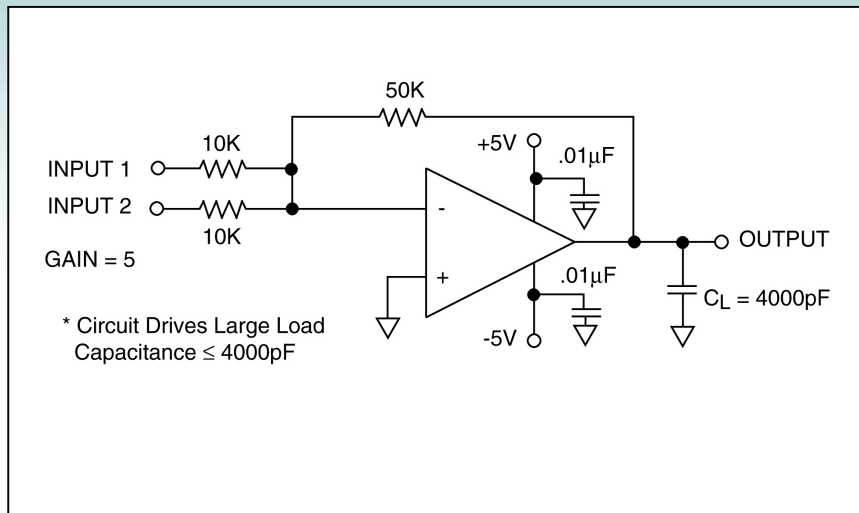 50K
10K
+5V
.01µF
INPUT 1
INPUT 2
-
OUTPUT
10K
GAIN = 5
+
.01µF
CL = 4000pF
* Circuit Drives Large Load
Capacitance ≤ 4000pF
-5V